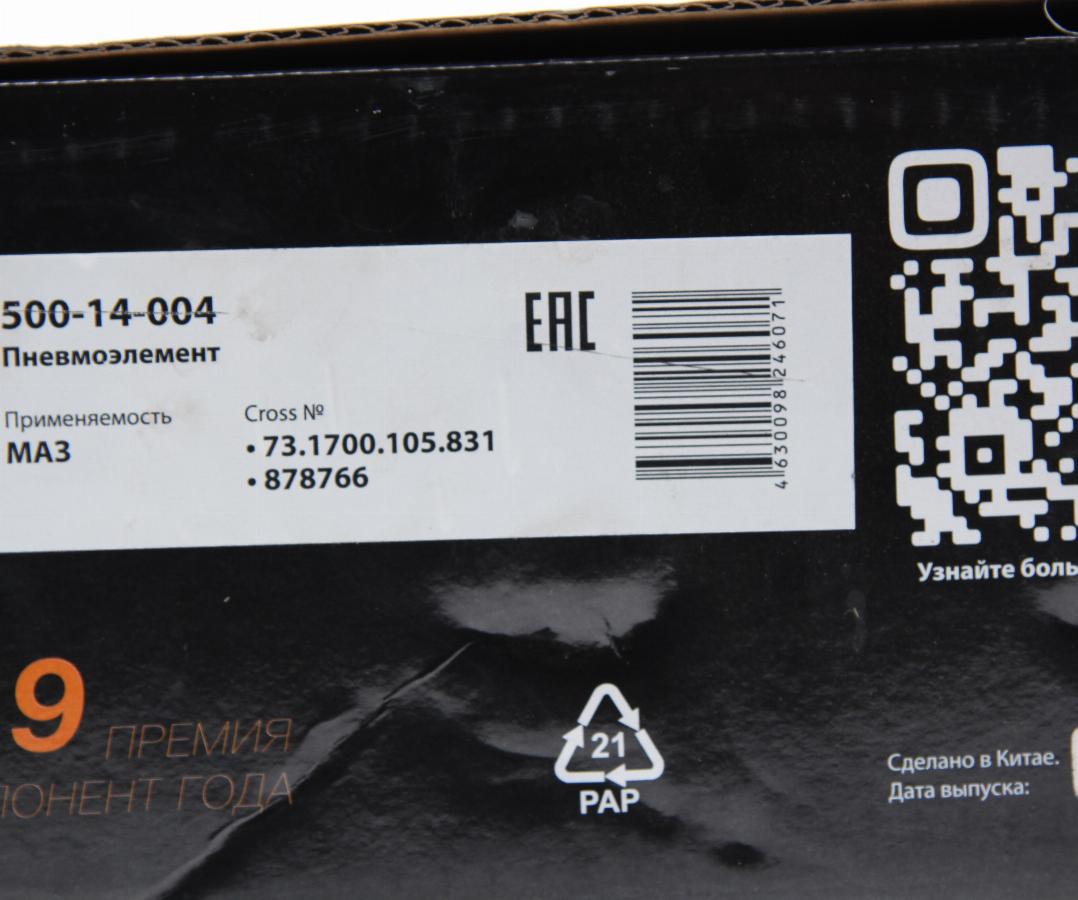 500-14-004
Пневмоэлемент
Применяемость
МАЗ
Cross №
• 73.1700.105.831
• 878766
EAC
4630098246071
Узнайте боль
9 ПРЕМИЯ
ПОНЕНТ ГОДА
21
PAP
Сделано в Китае.
Дата выпуска: